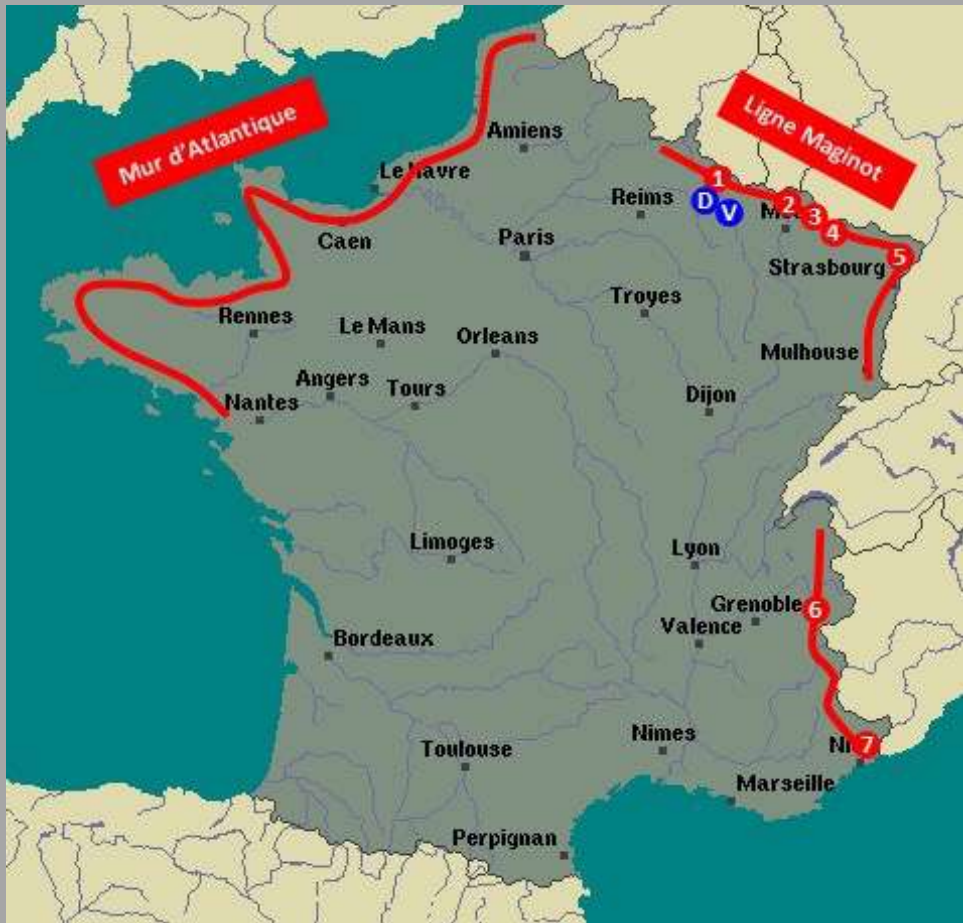 Mur d'Atlantique
Ligne Maginot
Amiens
Le Havre
1
D
V
2
3
4
5
Reims
Caen
Paris
Strasbourg
Troyes
Rennes
Le Mans
Orleans
Mulhouse
Angers
Tours
Nantes
Dijon
Limoges
Lyon
Grenoble
6
Valence
Bordeaux
Nimes
7
Toulouse
Marseille
Perpignan